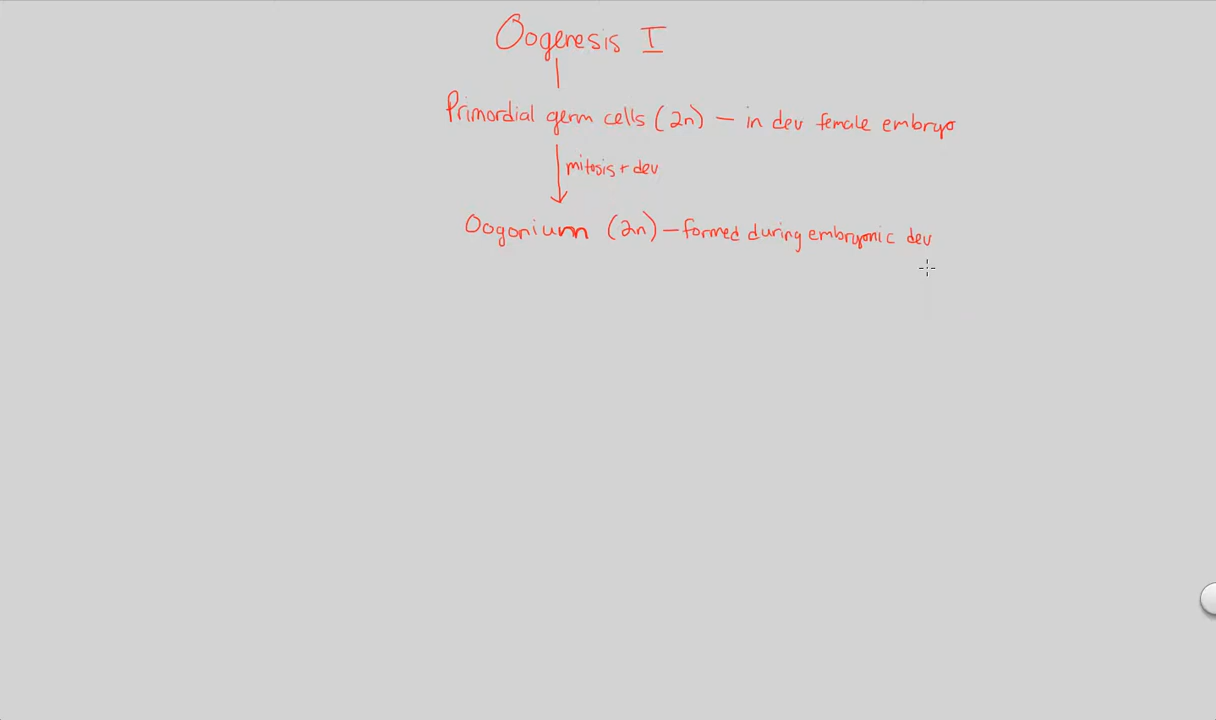 Oogenesis I
Primordial germ cells (2n) — in dev female embryo
mitosis + dev
Oogonium (2n) — formed during embryonic dev